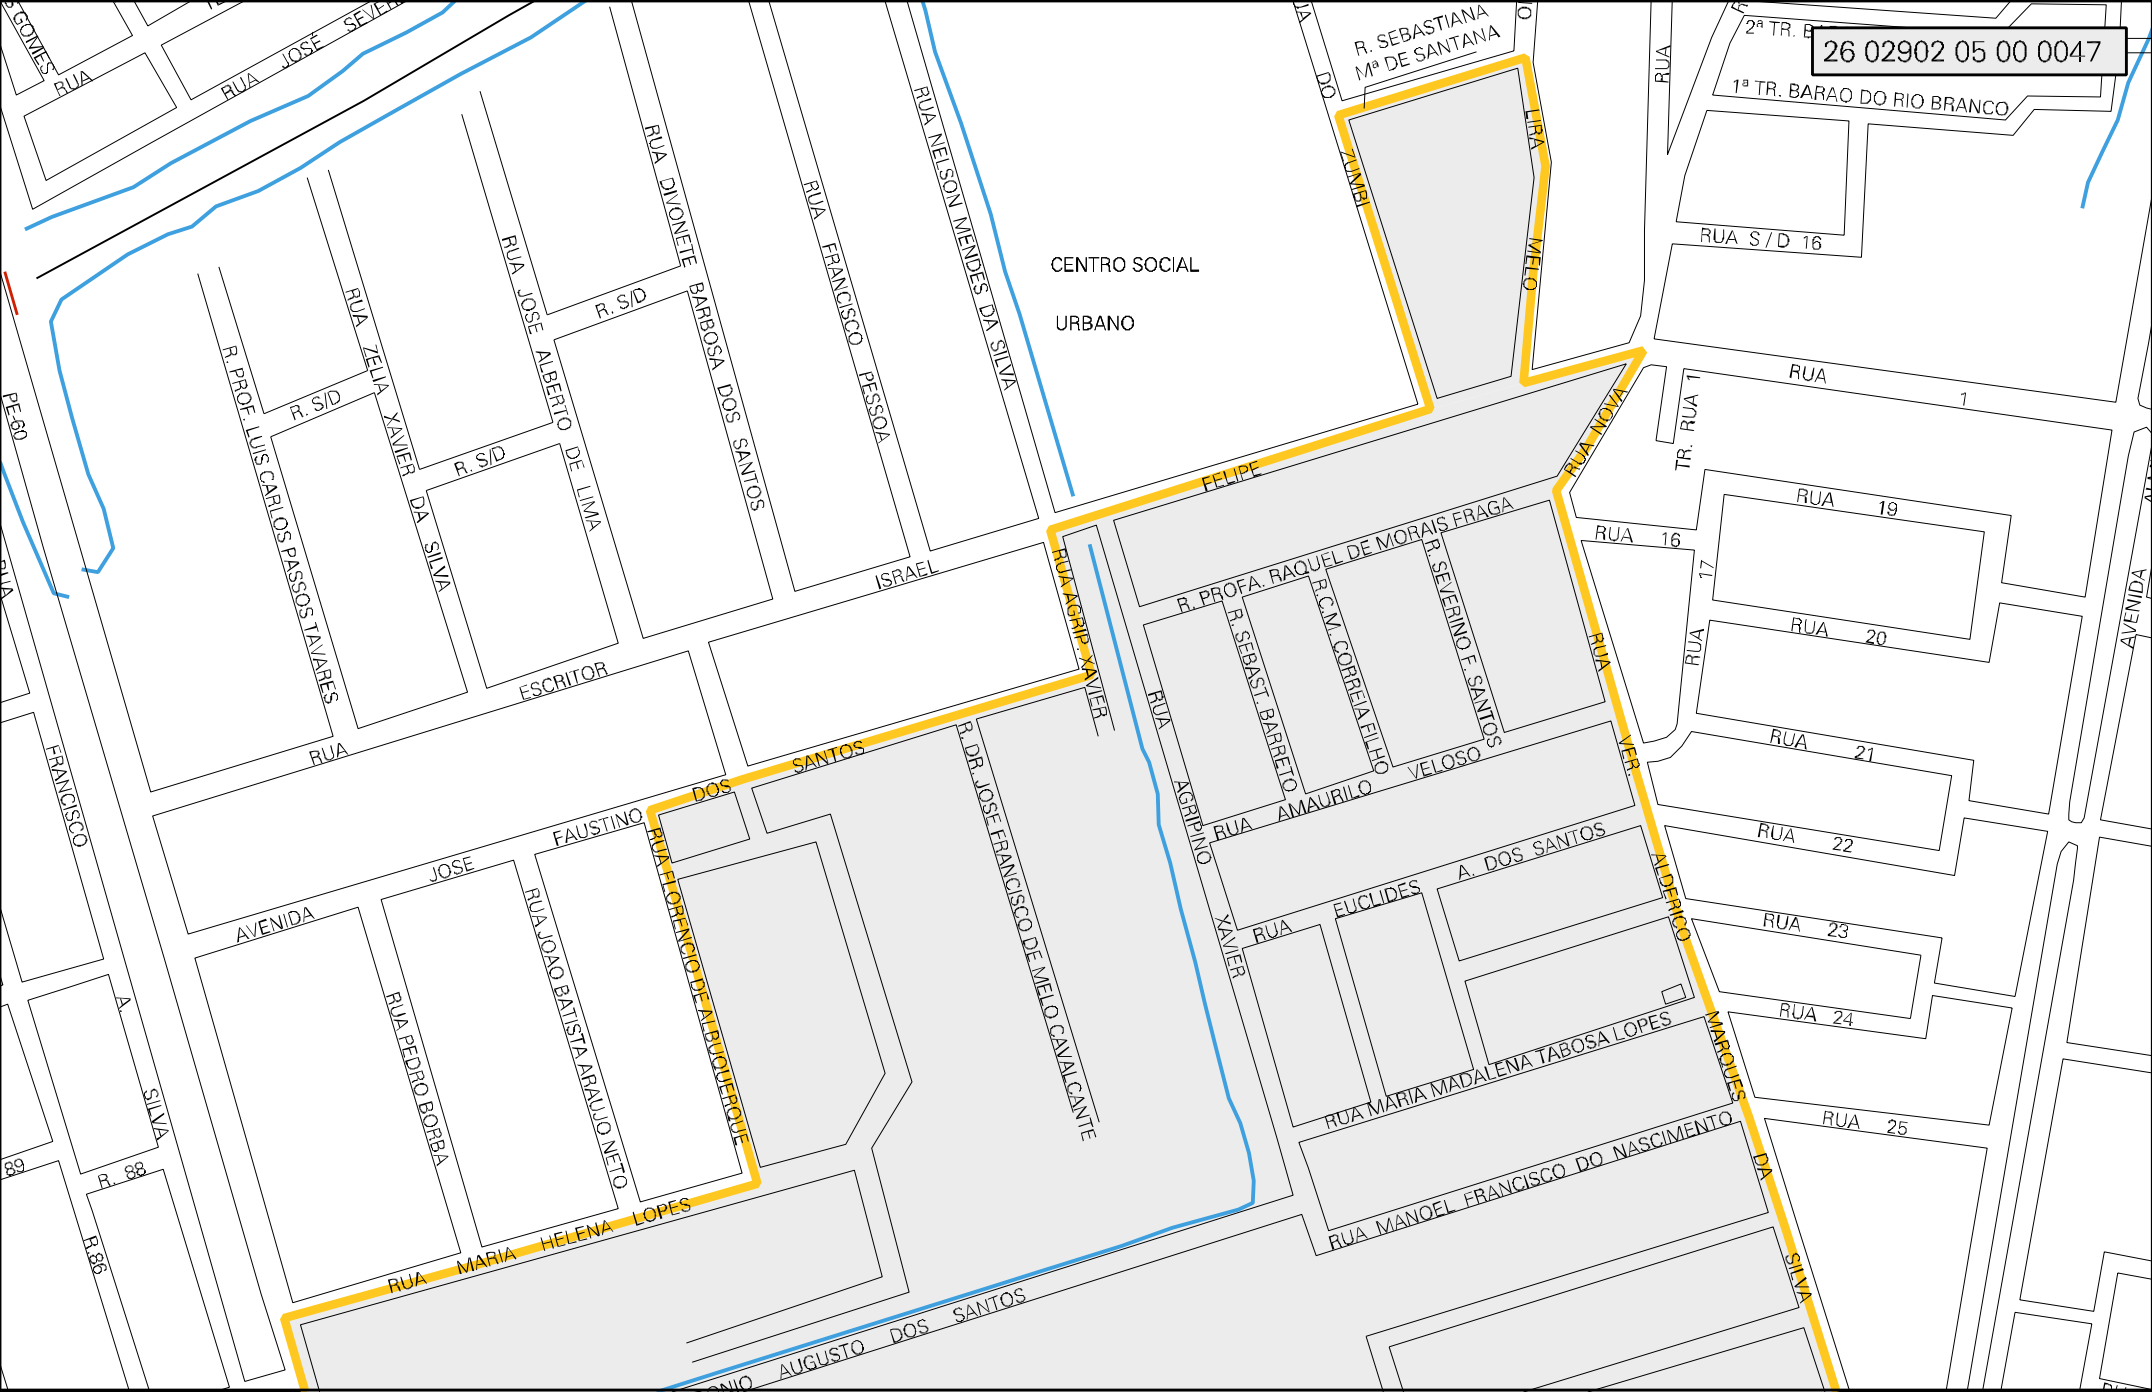 GOMES
RUA
RUA JOSÉ
R. SEBASTIANA
Mª DE SANTANA
DO
ZUMBI
LIRA
MELO
RUA
2ª TR.
26 02902 05 00 0047
1ª TR. BARAO DO RIO BRANCO
RUA S/D 16
RUA NELSON MENDES DA SILVA
RUA DIVONETE BARBOSA DOS SANTOS
RUA FRANCISCO PESSOA
CENTRO SOCIAL
URBANO
RUA JOSE ALBERTO DE LIMA
R. S/D
RUA ZELIA XAVIER DA SILVA
R. S/D
R. S/D
R. PROF. LUIS CARLOS PASSOS TAVARES
PE-60
RUA 1
TR. RUA 1
RUA NOVA
RUA 19
RUA 16
RUA 17
RUA 20
RUA 21
RUA 22
RUA 23
RUA 24
RUA 25
AVENIDA
FELIPE
ISRAEL
ESCRITOR
RUA
RUA AGRIP. XAVIER
R. PROFA. RAQUEL DE MORAIS FRAGA
R. SEBAST. BARRETO
R.C.M. CORREIA FILHO
R. SEVERINO F. SANTOS
RUA AMAURILO VELOSO
RUA VER. ALDERICO MARQUES DA SILVA
RUA AGRIPINO XAVIER
RUA EUCLIDES A. DOS SANTOS
RUA MARIA MADALENA TABOSA LOPES
RUA MANOEL FRANCISCO DO NASCIMENTO
AVENIDA JOSE FAUSTINO DOS SANTOS
R. DR. JOSE FRANCISCO DE MELO CAVALCANTE
RUA FLORENCIO DE ALBUQUERQUE
RUA JOAO BATISTA ARAUJO NETO
RUA PEDRO BORBA
RUA MARIA HELENA LOPES
AUGUSTO DOS SANTOS
RUA
FRANCISCO
A.
SILVA
89
R. 88
R.86